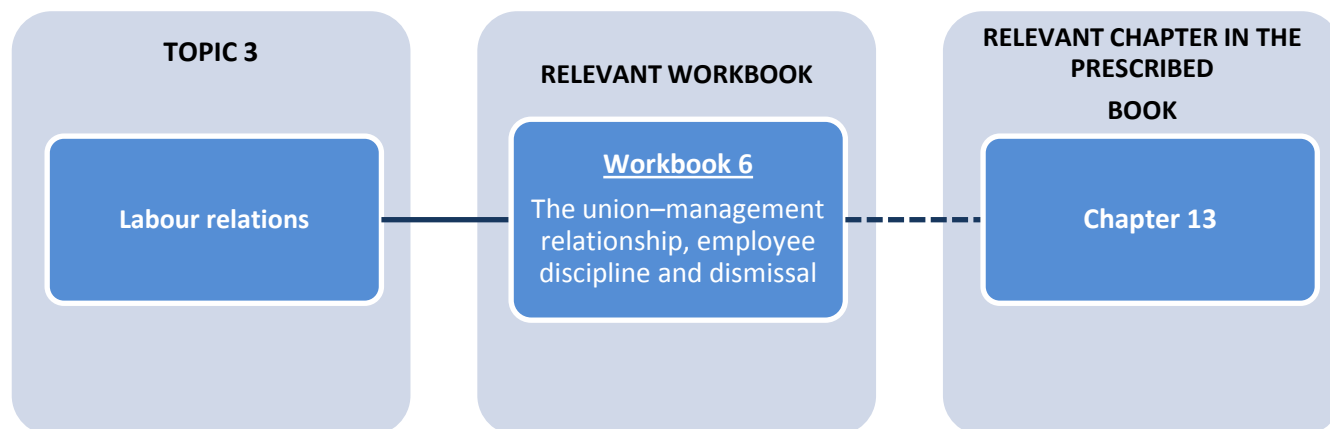 TOPIC 3
Labour relations
RELEVANT WORKBOOK
Workbook 6
The union–management
relationship, employee
discipline and dismissal
RELEVANT CHAPTER IN THE
PRESCRIBED
BOOK
Chapter 13